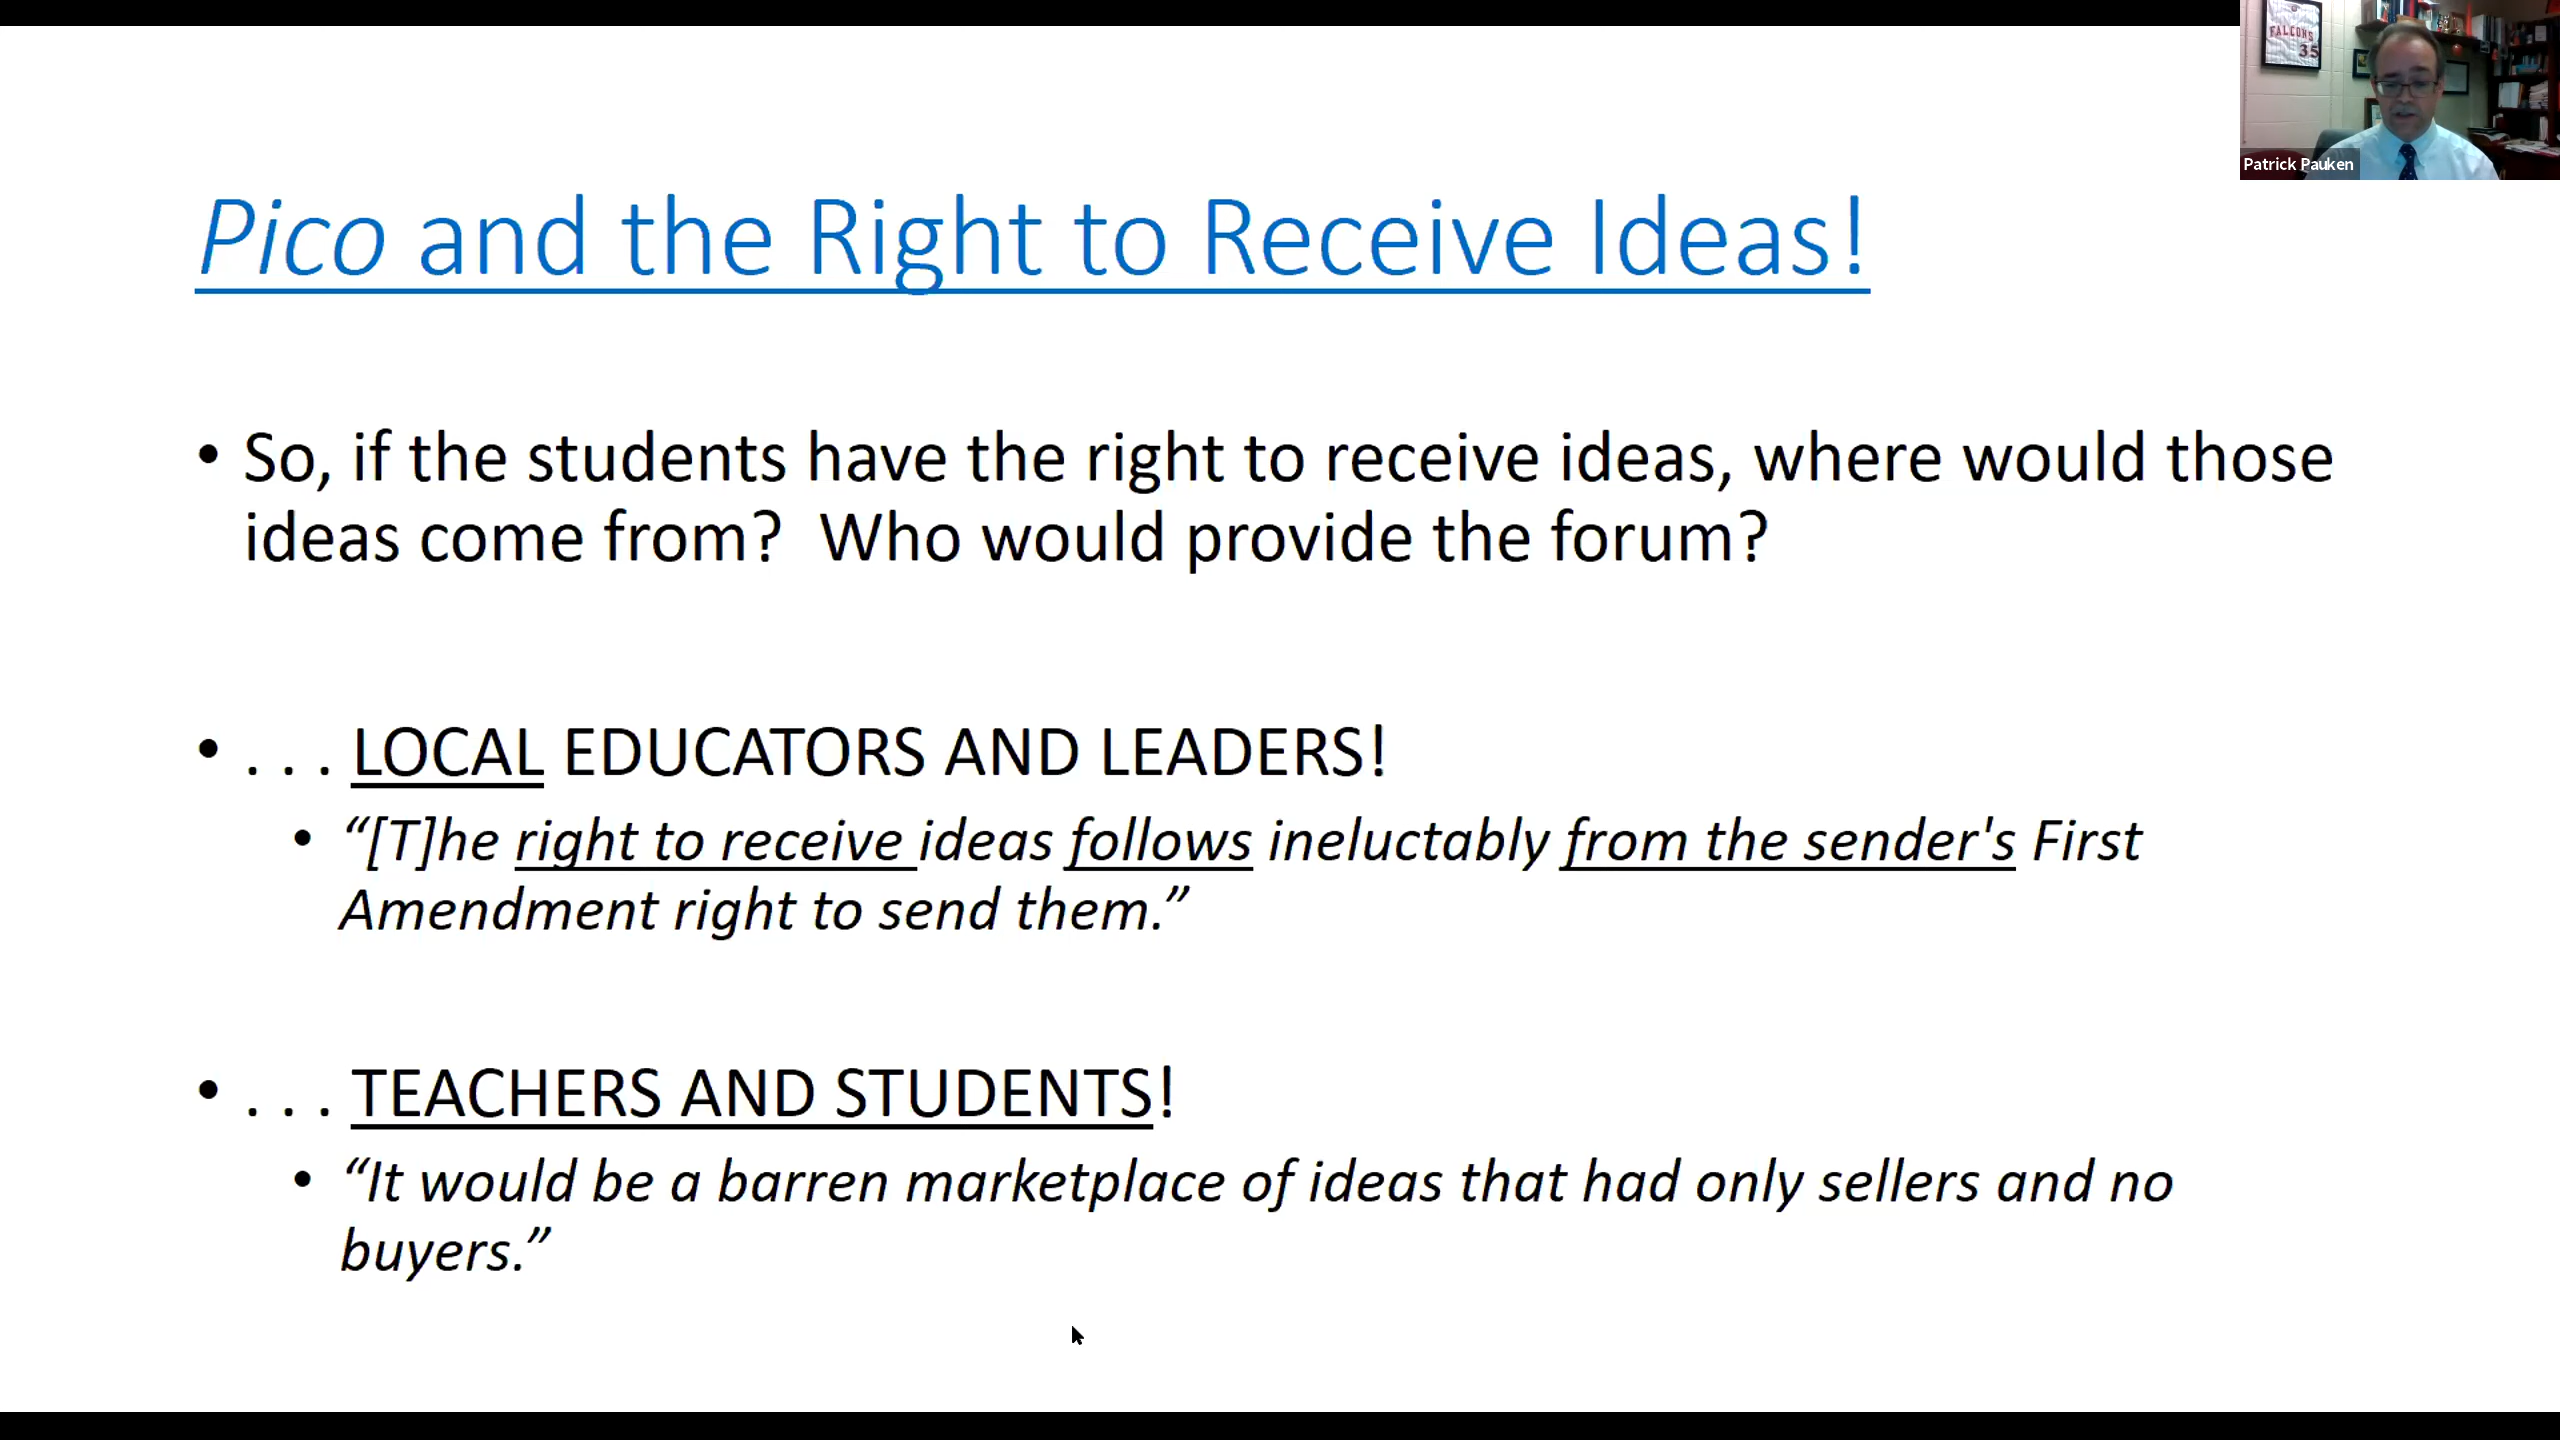 FALCONS
35
Patrick Pauken
Pico and the Right to Receive Ideas!
• So, if the students have the right to receive ideas, where would those
ideas come from?  Who would provide the forum?
• . . . LOCAL EDUCATORS AND LEADERS!
• “[T]he right to receive ideas follows ineluctably from the sender's First
Amendment right to send them.”
• . . . TEACHERS AND STUDENTS!
• “It would be a barren marketplace of ideas that had only sellers and no
buyers.”